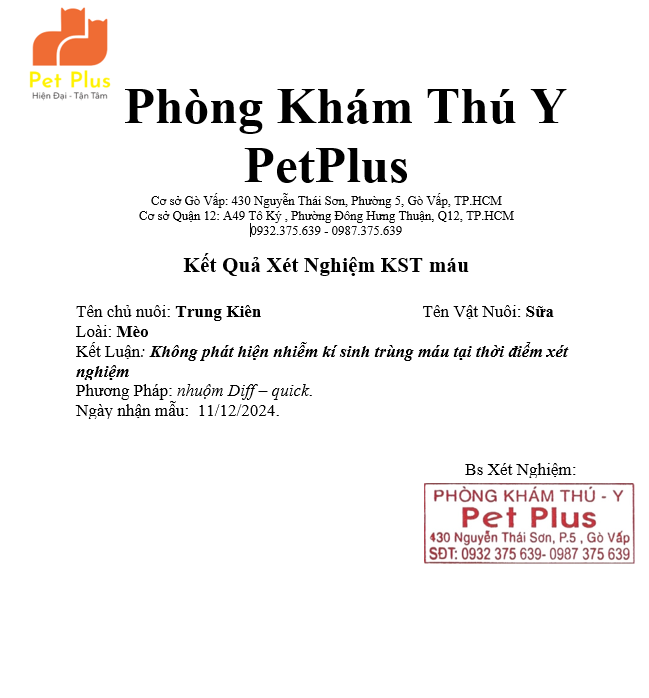 Pet Plus
Hiện Đại - Tận Tâm
Phòng Khám Thú Y
PetPlus
Cơ sở Gò Vấp: 430 Nguyễn Thái Sơn, Phường 5, Gò Vấp, TP.HCM
Cơ sở Quận 12: A49 Tô Ký , Phường Đông Hưng Thuận, Q12, TP.HCM
0932.375.639 - 0987.375.639
Kết Quả Xét Nghiệm KST máu
Tên chủ nuôi: Trung Kiên Tên Vật Nuôi: Sữa
Loài: Mèo
Kết Luận: Không phát hiện nhiễm kí sinh trùng máu tại thời điểm xét
nghiệm
Phương Pháp: nhuộm Diff – quick.
Ngày nhận mẫu: 11/12/2024.
Bs Xét Nghiệm:
PHÒNG KHÁM THÚ - Y
Pet Plus
430 Nguyễn Thái Sơn, P.5 , Gò Vấp
SĐT: 0932 375 639- 0987 375 639